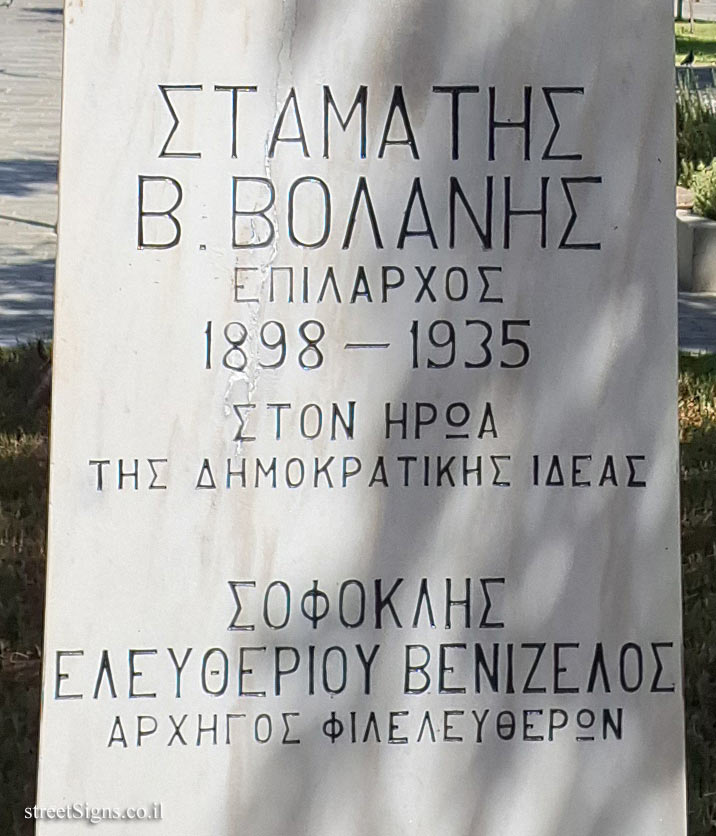 ΣΤΑΜΑΤΗΣ
Β. ΒΟΛΑΝΗΣ
ΕΠΙΛΑΡΧΟΣ
1898 – 1935
ΣΤΟΝ ΗΡΩΑ
ΤΗΣ ΔΗΜΟΚΡΑΤΙΚΗΣ ΙΔΕΑΣ
ΣΟΦΟΚΛΗΣ
ΕΛΕΥΘΕΡΙΟΥ ΒΕΝΙΖΕΛΟΣ
ΑΡΧΗΓΟΣ ΦΙΛΕΛΕΥΘΕΡΩΝ
streetSigns.co.il